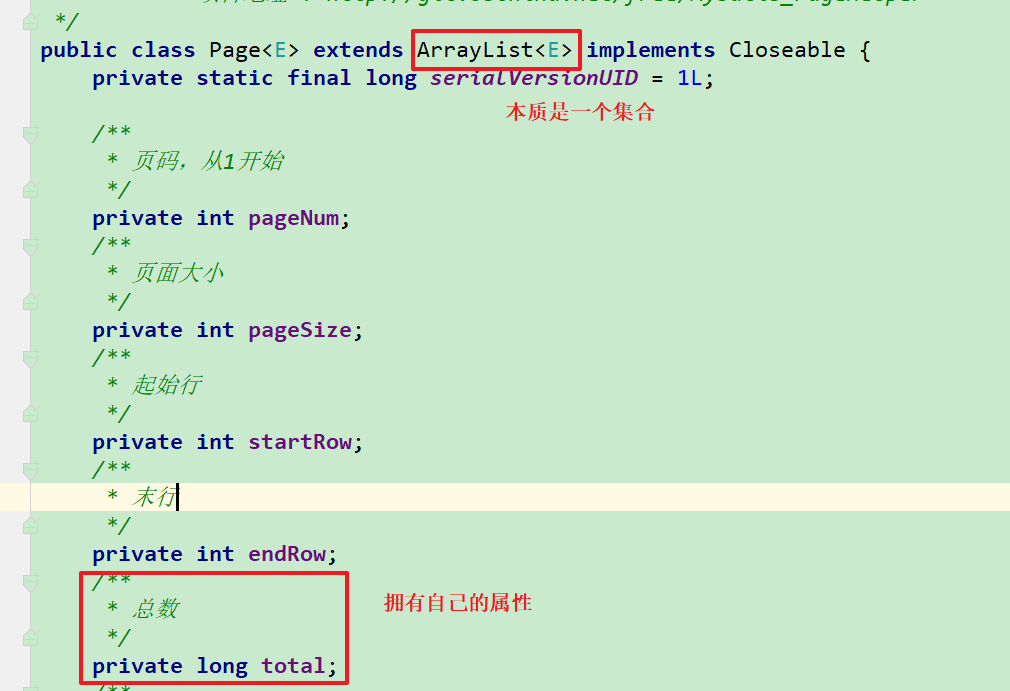 */
public class Page<E> extends ArrayList<E> implements Closeable {
private static final long serialVersionUID = 1L;
本质是一个集合
/**
* 页码，从1开始
*/
private int pageNum;
/**
* 页面大小
*/
private int pageSize;
/**
* 起始行
*/
private int startRow;
/**
* 末行
*/
private int endRow;
/**
* 总数
拥有自己的属性
*/
private long total;
/**